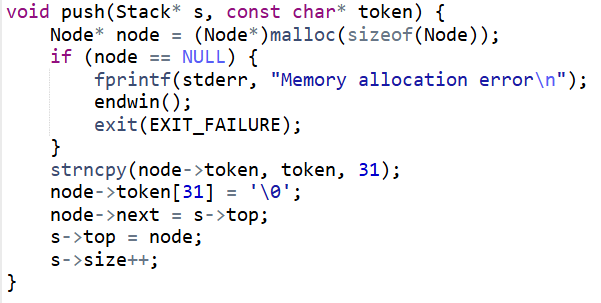 void push(Stack* s, const char* token) {
    Node* node = (Node*)malloc(sizeof(Node));
    if (node == NULL) {
        fprintf(stderr, "Memory allocation error\n");
        endwin();
        exit(EXIT_FAILURE);
    }
    strncpy(node->token, token, 31);
    node->token[31] = '\0';
    node->next = s->top;
    s->top = node;
    s->size++;
}